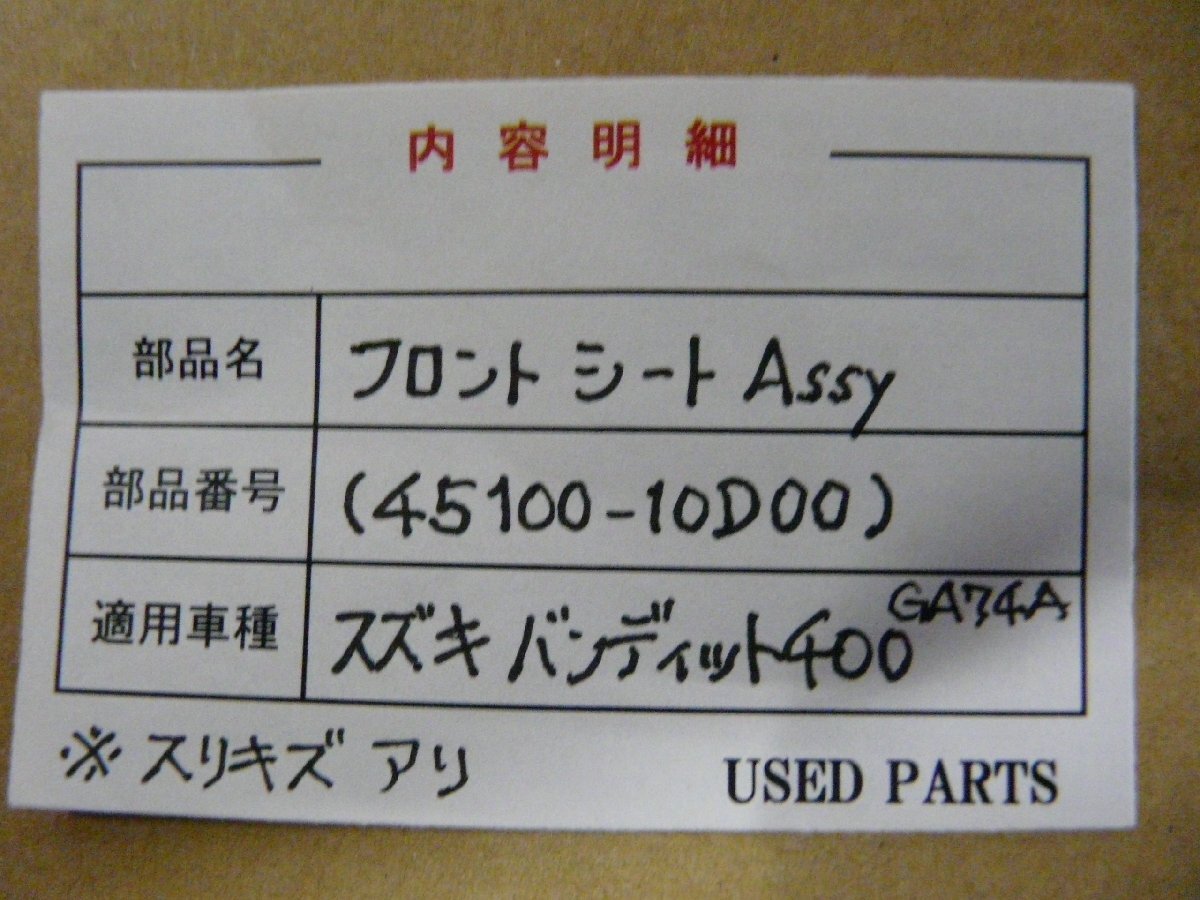 内容明細
部品名 フロント シート Assy
部品番号 (45100-10D00)
適用車種 スズキ バンディット400 GA74A
※ スリキズ アリ
USED PARTS